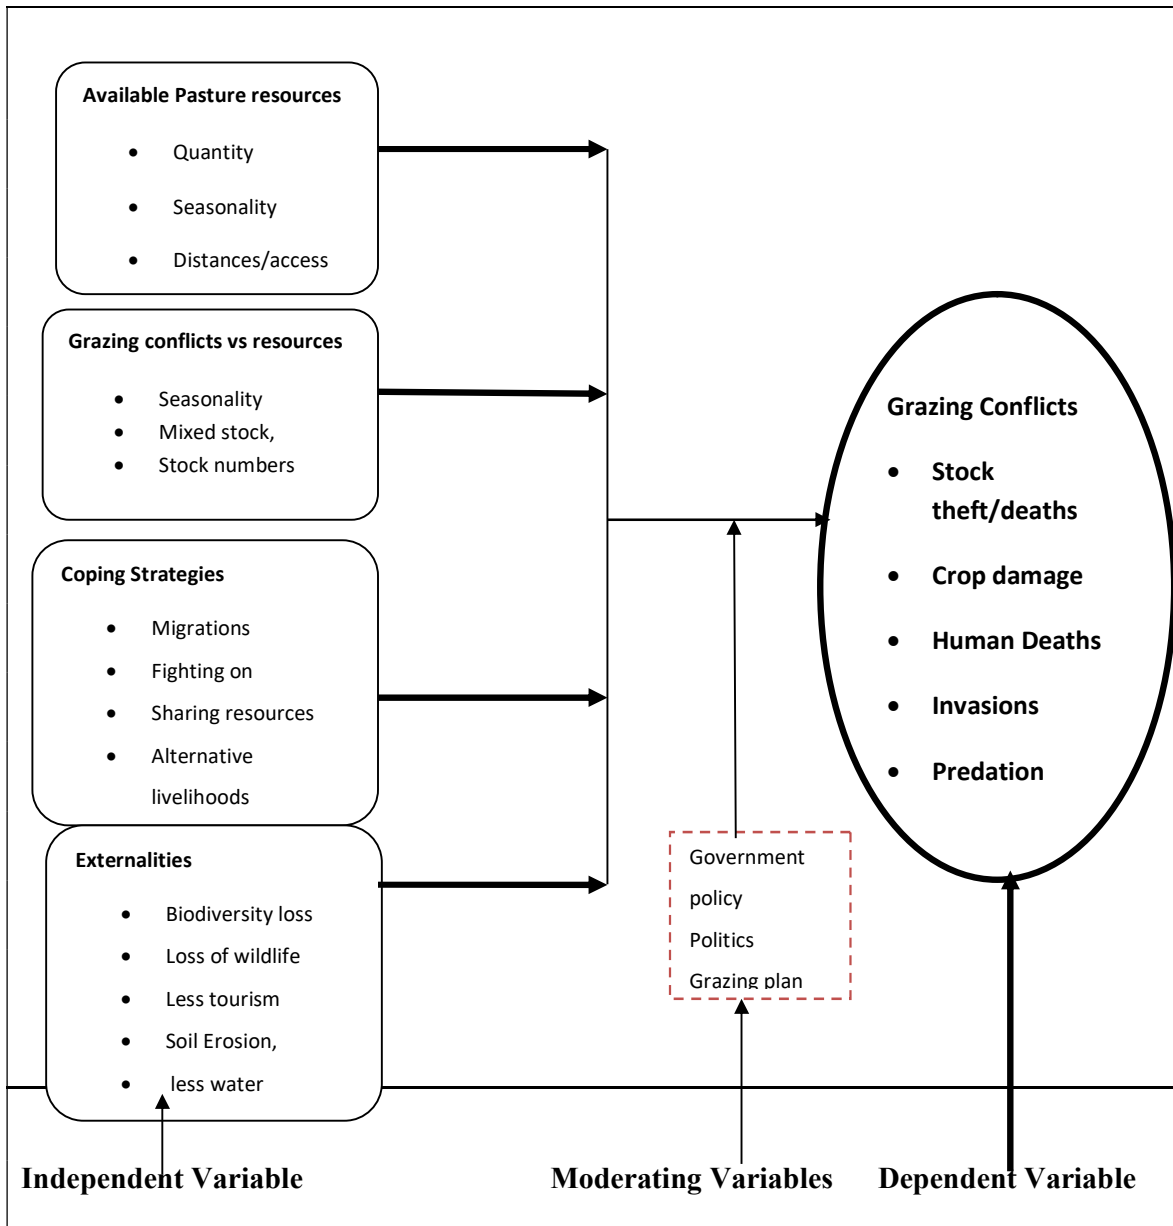 Available Pasture resources
• Quantity
• Seasonality
• Distances/access
Grazing conflicts vs resources
• Seasonality
• Mixed stock,
• Stock numbers
Coping Strategies
• Migrations
• Fighting on
• Sharing resources
• Alternative
livelihoods
Externalities
• Biodiversity loss
• Loss of wildlife
• Less tourism
• Soil Erosion,
• less water
Grazing Conflicts
• Stock
theft/deaths
• Crop damage
• Human Deaths
• Invasions
• Predation
Government
policy
Politics
Grazing plan
Independent Variable
Moderating Variables
Dependent Variable